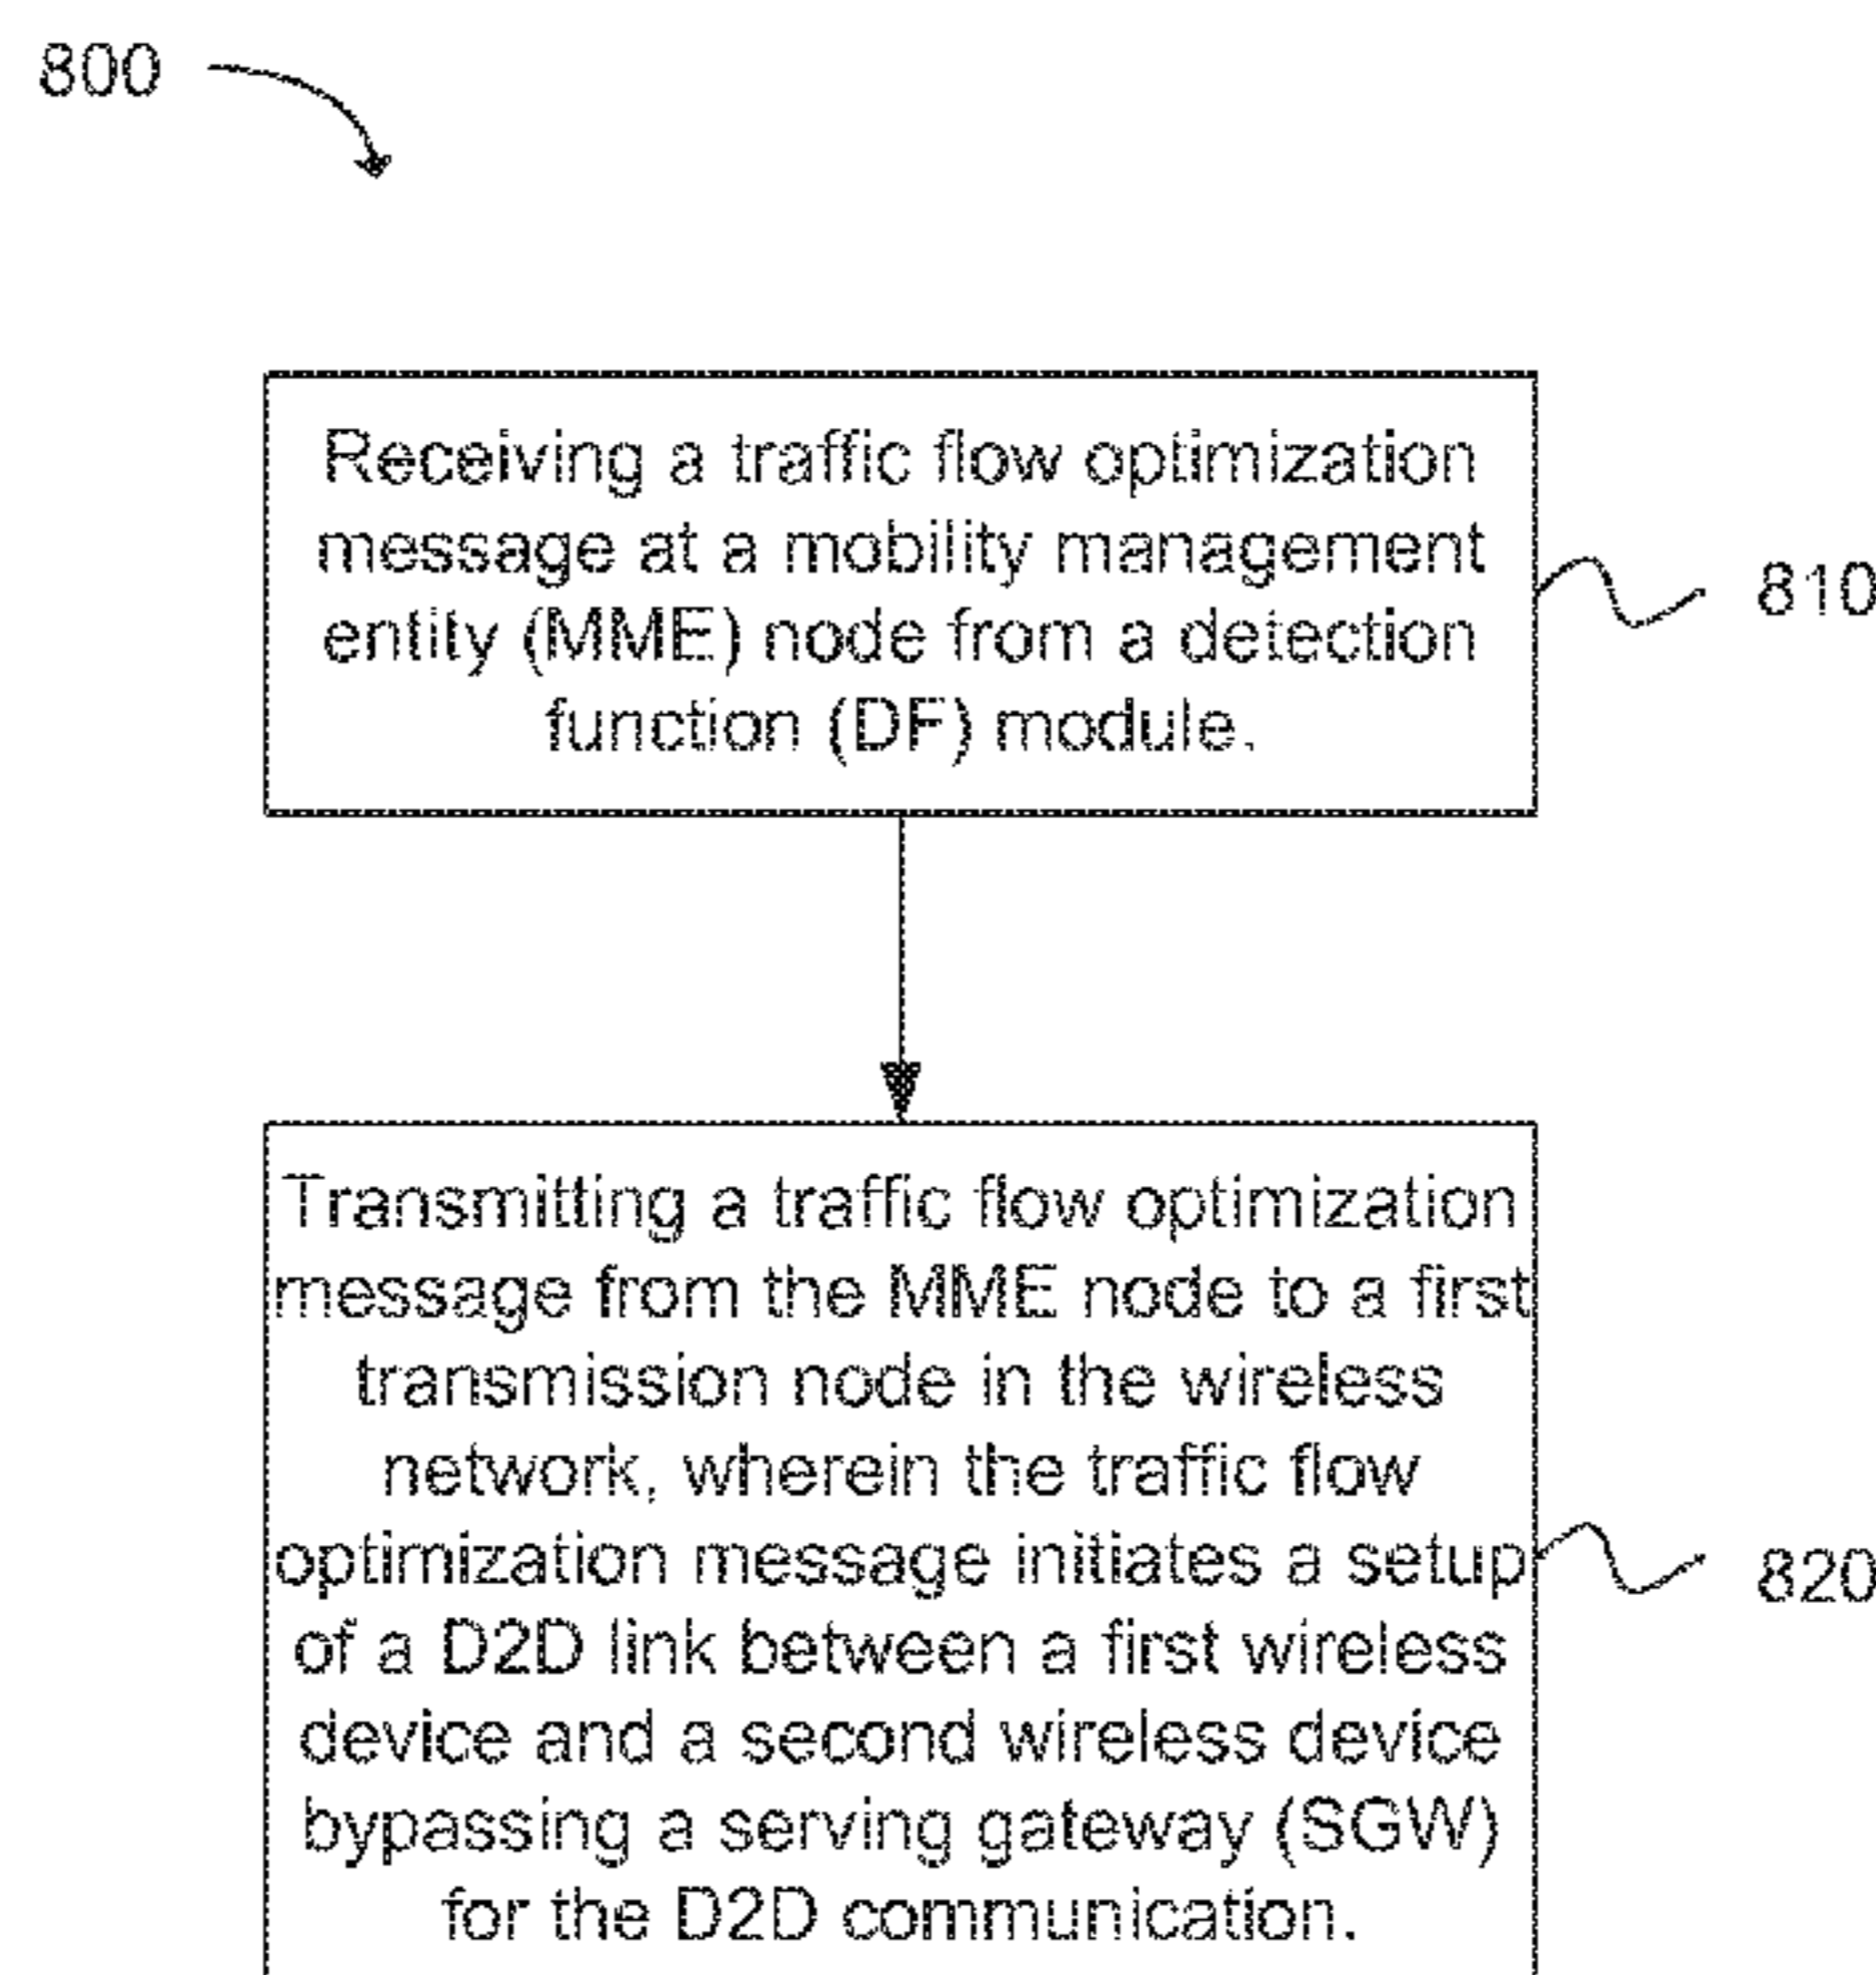 800
Receiving a traffic flow optimization
message at a mobility management
entity (MME) node from a detection
function (DF) module.
810
Transmitting a traffic flow optimization
message from the MME node to a first
transmission node in the wireless
network, wherein the traffic flow
optimization message initiates a setup
of a D2D link between a first wireless
device and a second wireless device
bypassing a serving gateway (SGW)
for the D2D communication.
820